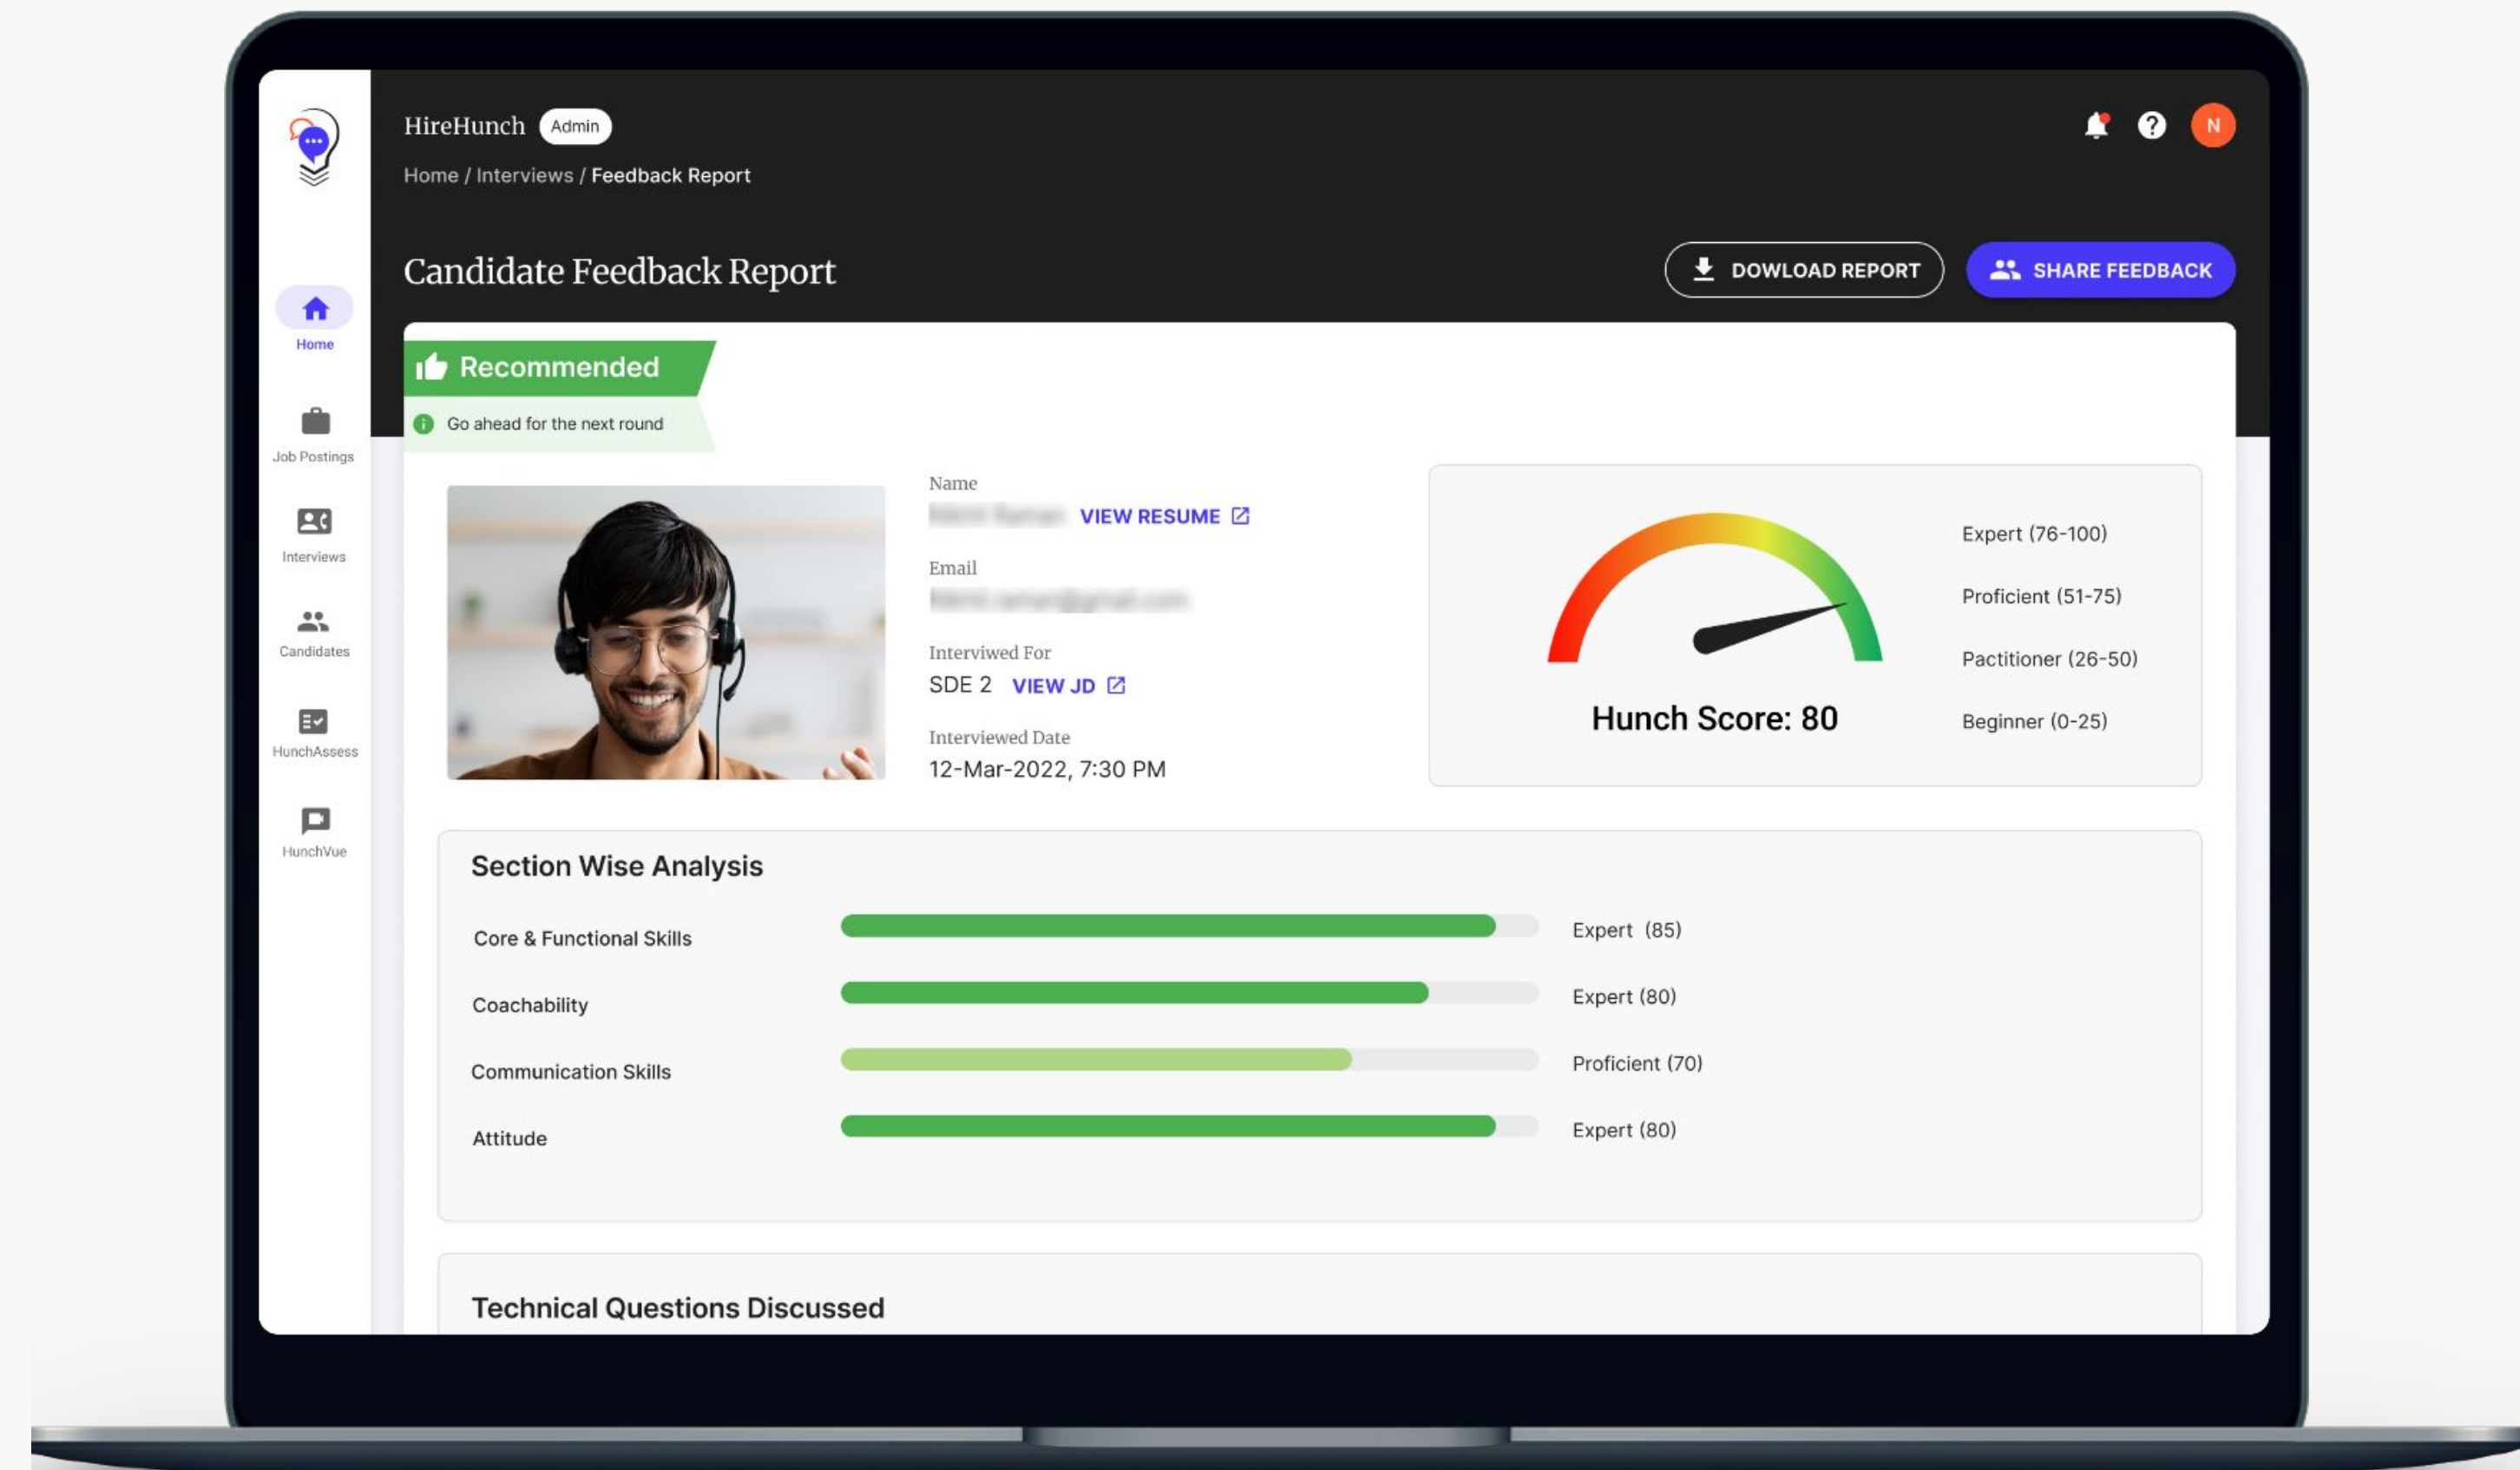 HireHunch Admin
Home / Interviews / Feedback Report
N
Candidate Feedback Report
DOWLOAD REPORT
SHARE FEEDBACK
Home
Job Postings
Interviews
Candidates
HunchAssess
HunchVue
Recommended
Go ahead for the next round
Name
VIEW RESUME
Email
Interviwed For
SDE 2 VIEW JD
Interviewed Date
12-Mar-2022, 7:30 PM
Hunch Score: 80
Expert (76-100)
Proficient (51-75)
Pactitioner (26-50)
Beginner (0-25)
Section Wise Analysis
Core & Functional Skills Expert (85)
Coachability Expert (80)
Communication Skills Proficient (70)
Attitude Expert (80)
Technical Questions Discussed